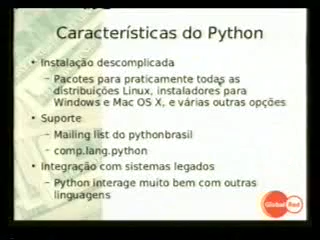 Características do Python
• Instalação descomplicada
– Pacotes para praticamente todas as
distribuições Linux, instaladores para
Windows e Mac OS X, e várias outras opções
• Suporte
– Mailing list do pythonbrasil
– comp.lang.python
• Integração com sistemas legados
– Python interage muito bem com outras
linguagens
Global Red